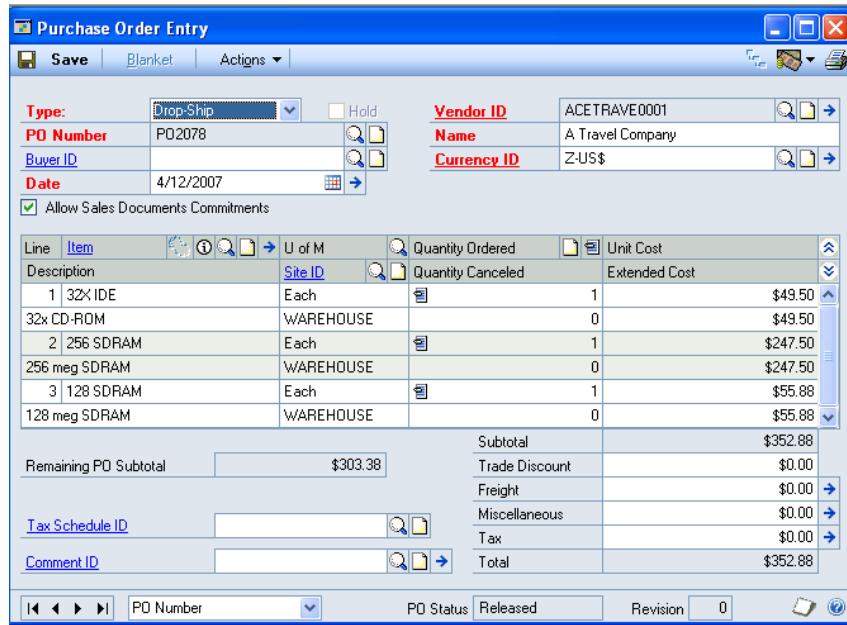 Purchase Order Entry
Save Blanket Actions
Type: Drop-Ship Hold Vendor ID ACETRAVE0001
PO Number PO2078 Name A Travel Company
Buyer ID Currency ID Z-US$
Date 4/12/2007
Allow Sales Documents Commitments
Line Item U of M Quantity Ordered Unit Cost
Description Site ID Quantity Canceled Extended Cost
1 32X IDE Each 1 $49.50
32x CD-ROM WAREHOUSE 0 $49.50
2 256 SDRAM Each 1 $247.50
256 meg SDRAM WAREHOUSE 0 $247.50
3 128 SDRAM Each 1 $55.88
128 meg SDRAM WAREHOUSE 0 $55.88
Subtotal $352.88
Remaining PO Subtotal $303.38 Trade Discount $0.00
Freight $0.00
Miscellaneous $0.00
Tax Schedule ID Tax $0.00
Comment ID Total $352.88
PO Number PO Status Released Revision 0